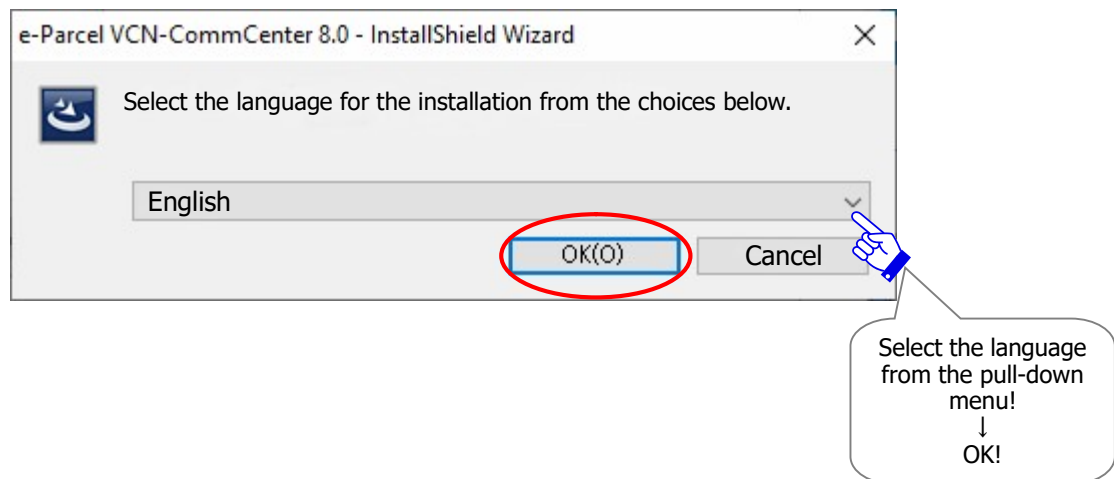 e-Parcel VCN-CommCenter 8.0 - InstallShield Wizard
Select the language for the installation from the choices below.
English
OK(O)
Cancel
Select the language
from the pull-down
menu!
↓
OK!